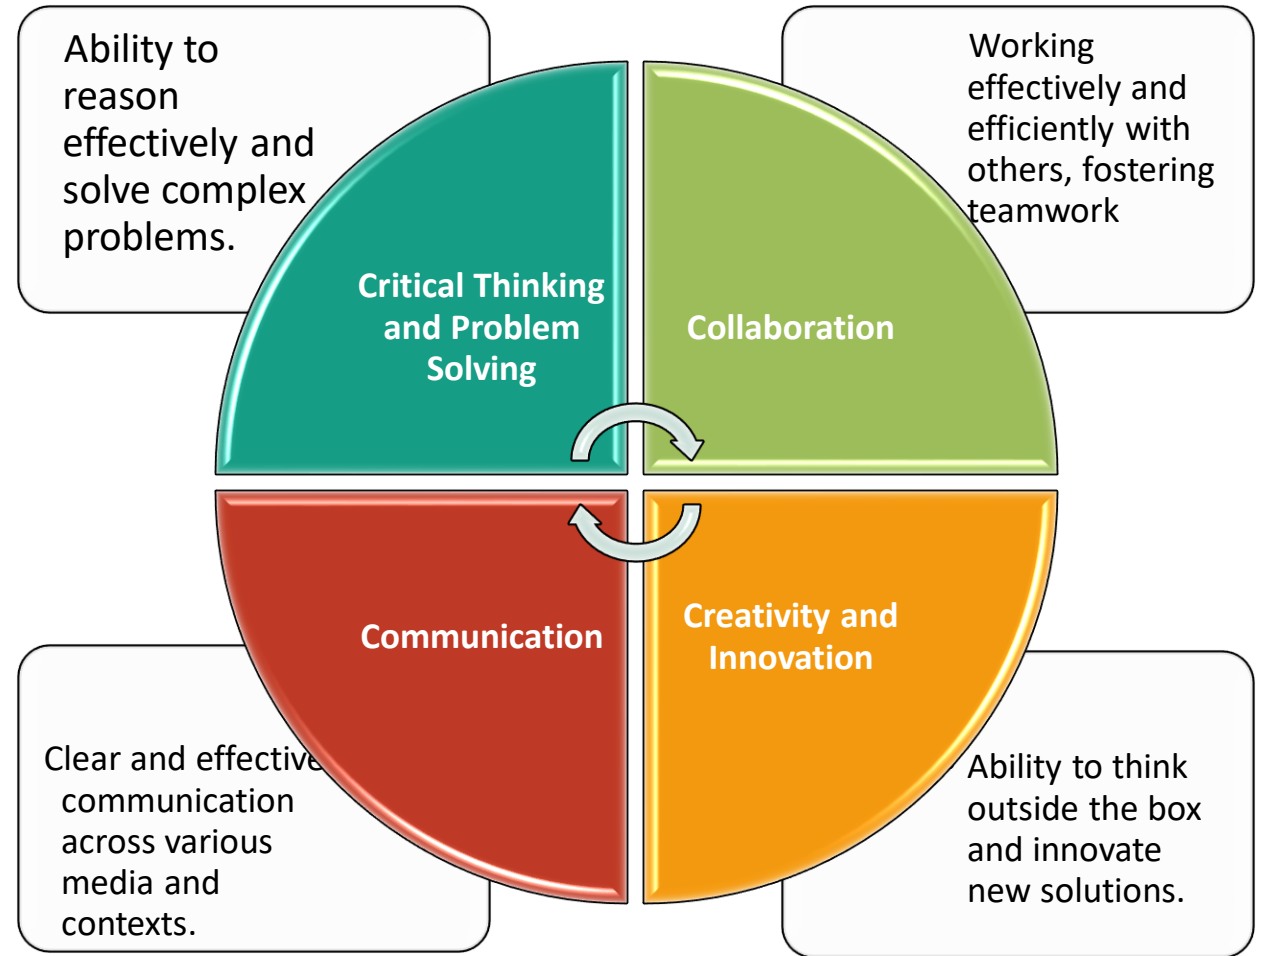 Ability to
reason
effectively and
solve complex
problems.
Working
effectively and
efficiently with
others, fostering
teamwork
Critical Thinking
and Problem
Solving
Collaboration
Communication
Creativity and
Innovation
Clear and effective
communication
across various
media and
contexts.
Ability to think
outside the box
and innovate
new solutions.